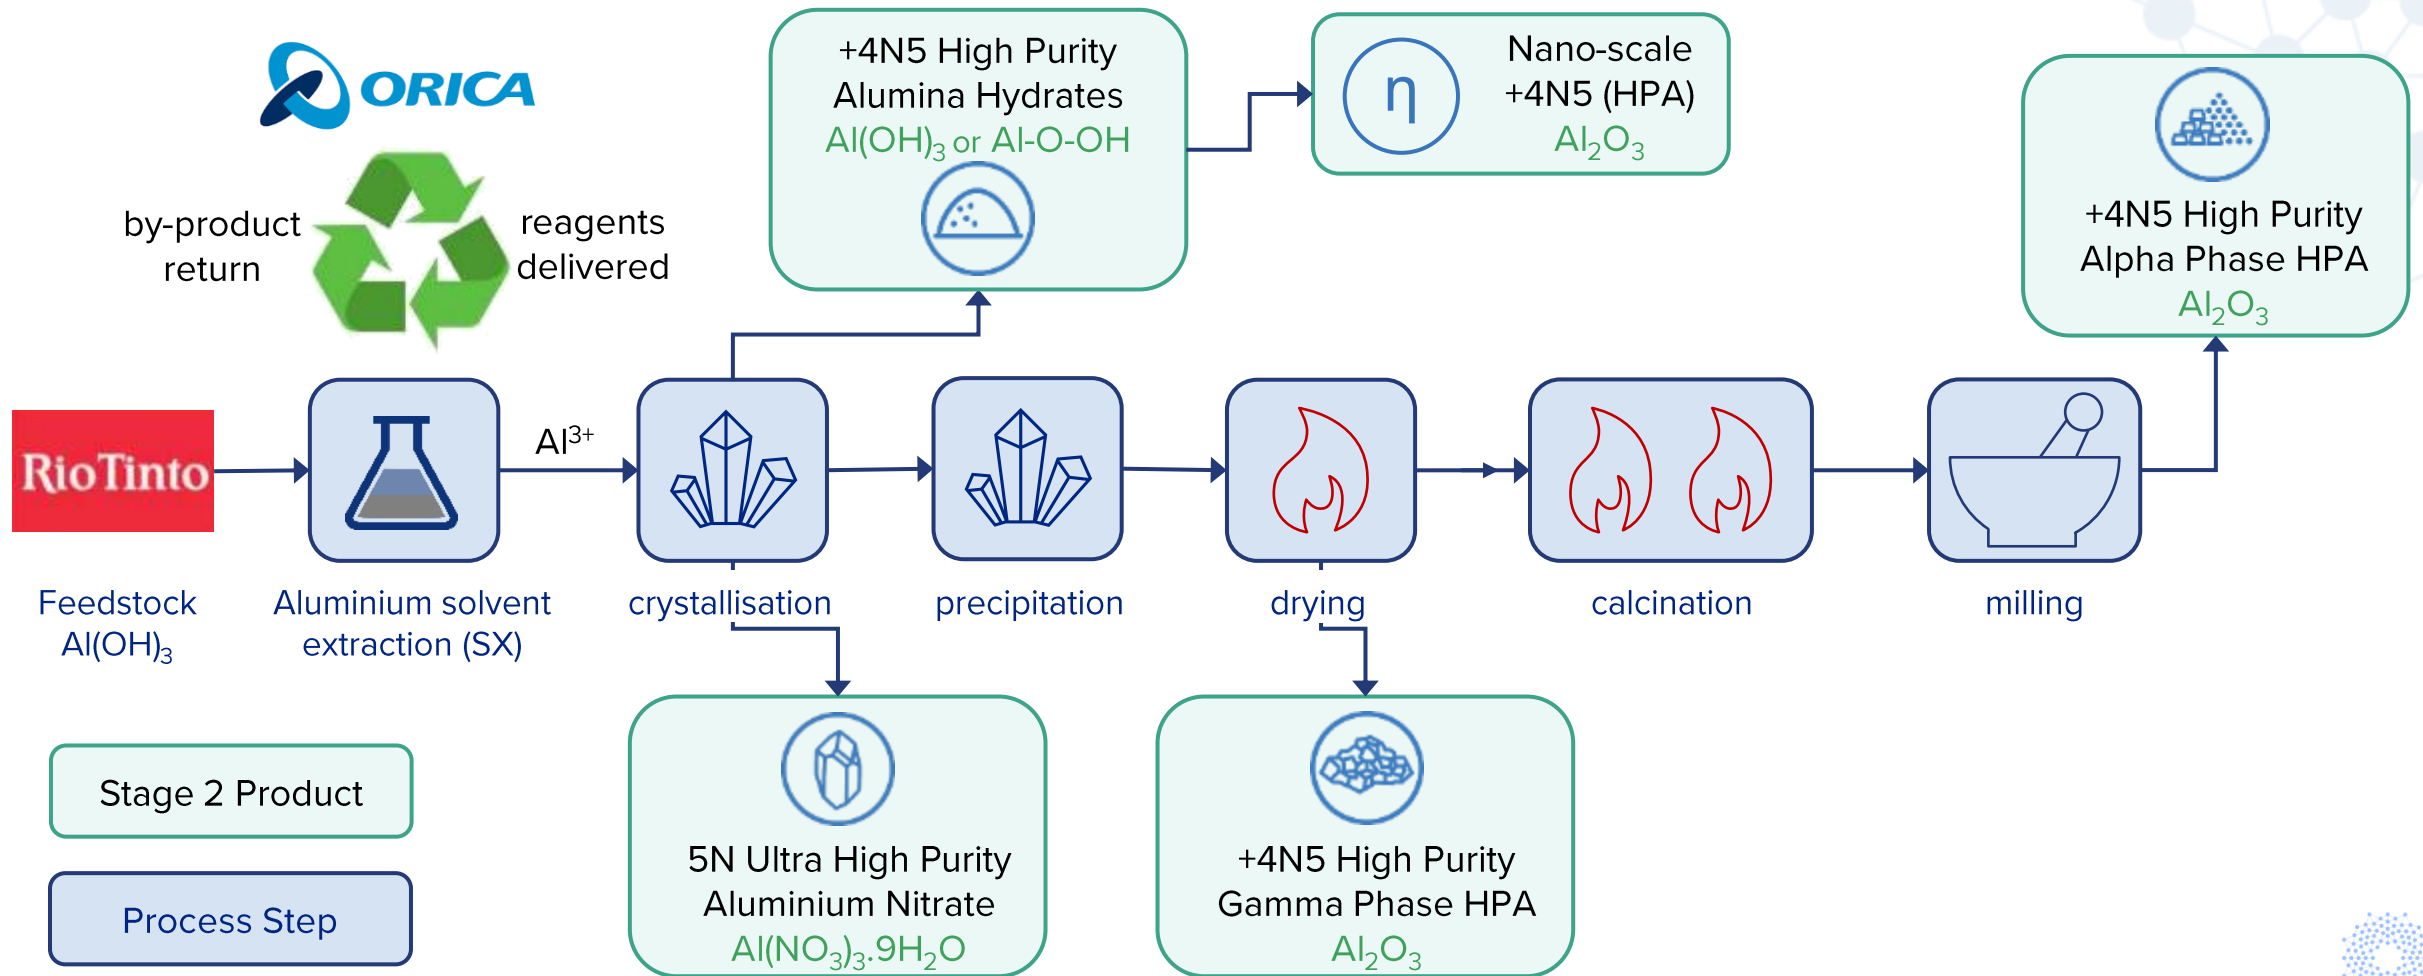 ORICA
by-product
return
reagents
delivered
+4N5 High Purity
Alumina Hydrates
Al(OH)₃ or Al-O-OH
η
Nano-scale
+4N5 (HPA)
Al₂O₃
+4N5 High Purity
Alpha Phase HPA
Al₂O₃
RioTinto
Al³⁺
Feedstock
Al(OH)₃
Aluminium solvent
extraction (SX)
crystallisation
precipitation
drying
calcination
milling
Stage 2 Product
Process Step
5N Ultra High Purity
Aluminium Nitrate
Al(NO₃)₃.9H₂O
+4N5 High Purity
Gamma Phase HPA
Al₂O₃